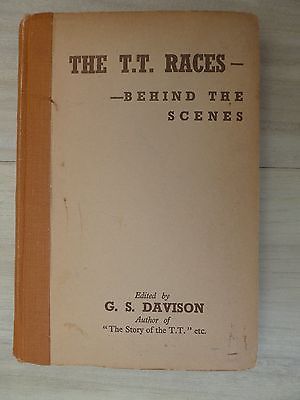 THE T.T. RACES—
—BEHIND THE
SCENES
Edited by
G. S. DAVISON
Author of
"The Story of the T.T." etc.